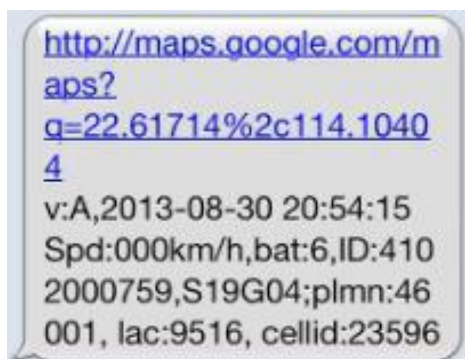 http://maps.google.com/m
aps?
q=22.61714%2c114.1040
4
v:A,2013-08-30 20:54:15
Spd:000km/h,bat:6,ID:410
2000759,S19G04;plmn:46
001, lac:9516, cellid:23596